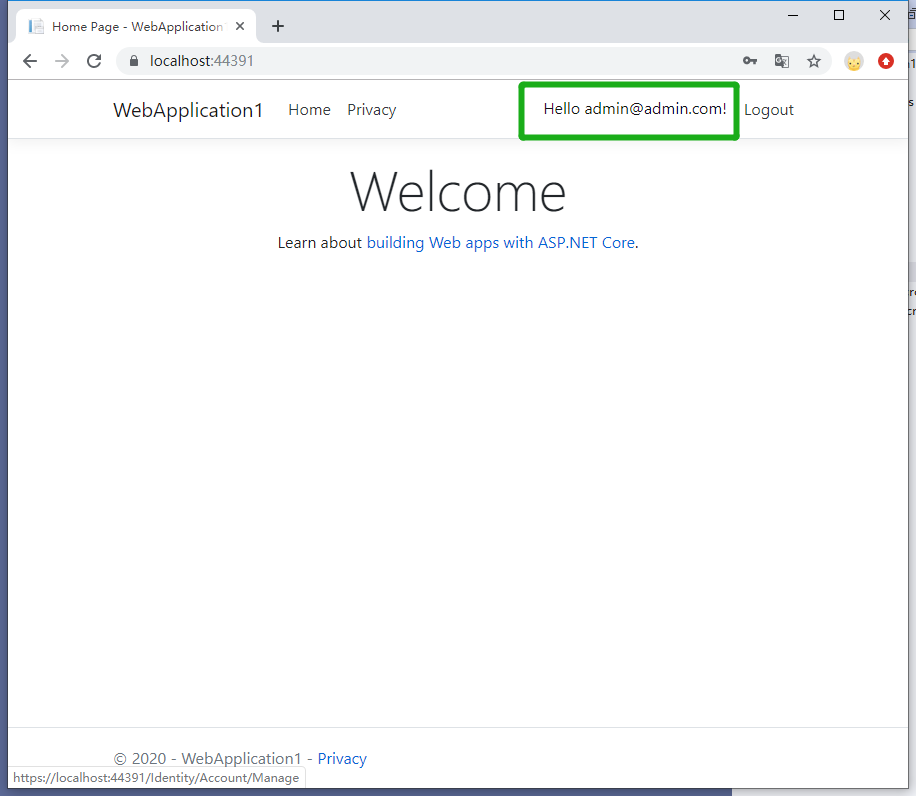 Home Page - WebApplication
localhost:44391
WebApplication1 Home Privacy Hello admin@admin.com! Logout
Welcome
Learn about building Web apps with ASP.NET Core.
© 2020 - WebApplication1 - Privacy
https://localhost:44391/Identity/Account/Manage